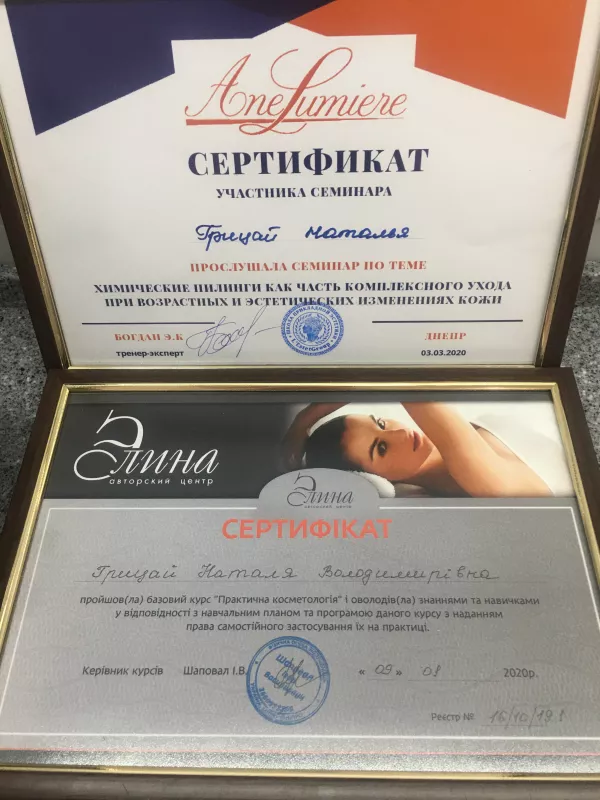 AneLumiere
СЕРТИФИКАТ
УЧАСТНИКА СЕМИНАРА
Грицай Наталья
ПРОСЛУШАЛА СЕМИНАР ПО ТЕМЕ
ХИМИЧЕСКИЕ ПИЛИНГИ КАК ЧАСТЬ КОМПЛЕКСНОГО УХОДА
ПРИ ВОЗРАСТНЫХ И ЭСТЕТИЧЕСКИХ ИЗМЕНЕНИЯХ КОЖИ
БОГДАН Э.К ДНЕПР
тренер-эксперт 03.03.2020
Элина
авторский центр
Элина
авторский центр
СЕРТИФІКАТ
Грицай Наталя Володимирівна
пройшов(ла) базовий курс "Практична косметологія" і оволодів(ла) знаннями та навичками
у відповідності з навчальним планом та програмою даного курсу з наданням
права самостійного застосування їх на практиці.
Керівник курсів Шаповал І.В. « 09 » 03 2020р.
Реєстр №